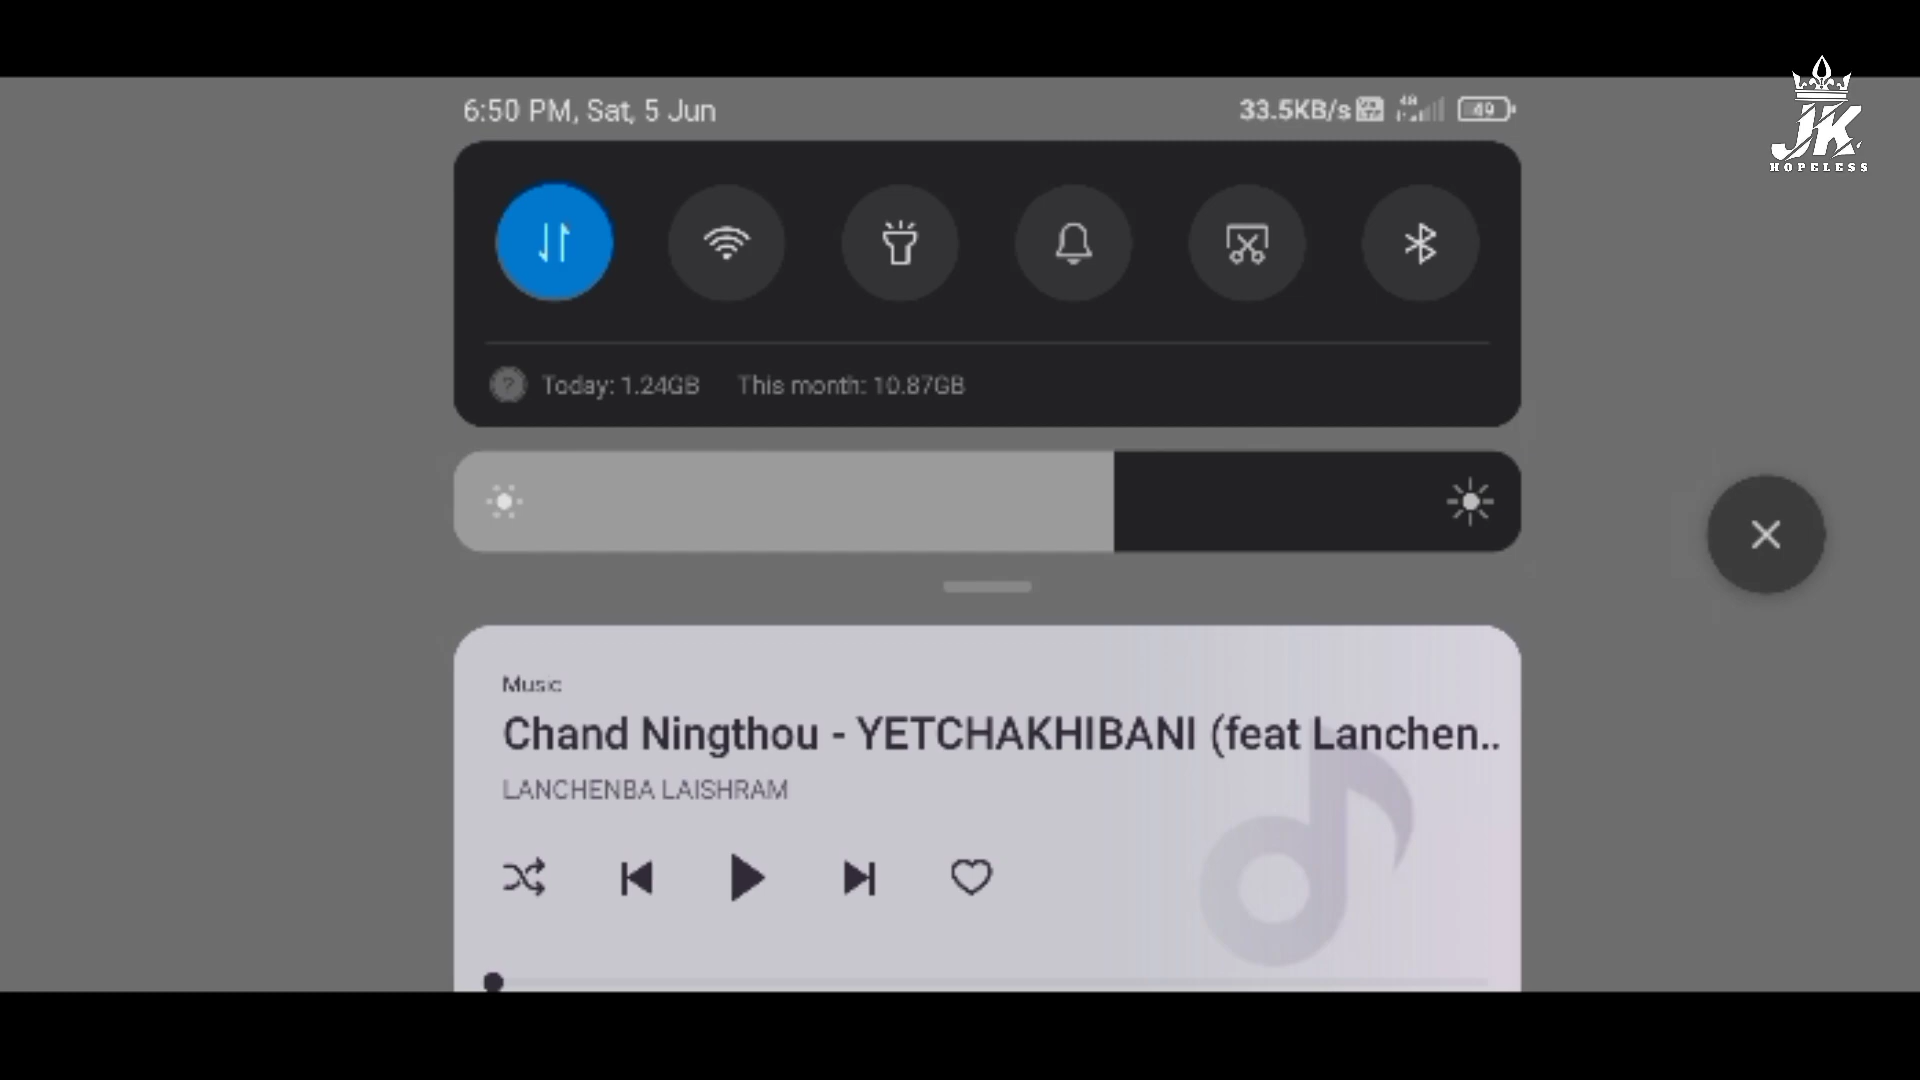 6:50 PM, Sat, 5 Jun
33.5KB/s
49
JK
HOPELESS
Today: 1.24GB This month: 10.87GB
Music
Chand Ningthou - YETCHAKHIBANI (feat Lanchen..
LANCHENBA LAISHRAM